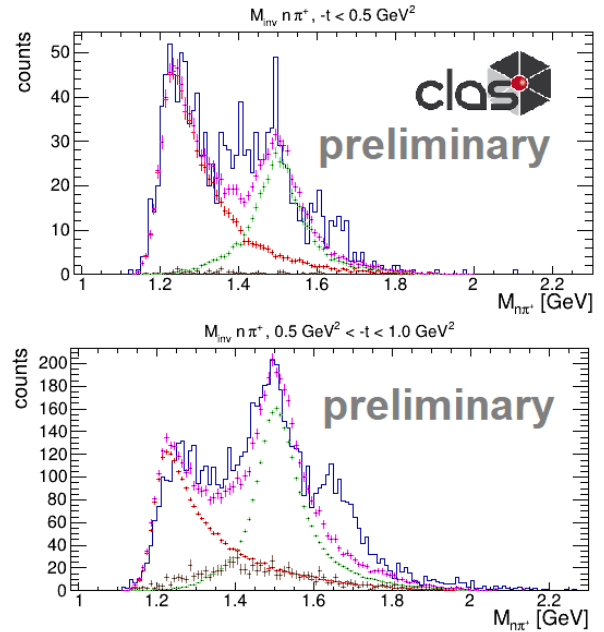 M_inv n π⁺, -t < 0.5 GeV²
counts
50
40
30
20
10
0
clas
preliminary
1 1.2 1.4 1.6 1.8 2 2.2
M_nπ⁺ [GeV]
M_inv n π⁺, 0.5 GeV² < -t < 1.0 GeV²
counts
200
180
160
140
120
100
80
60
40
20
0
preliminary
1 1.2 1.4 1.6 1.8 2 2.2
M_nπ⁺ [GeV]